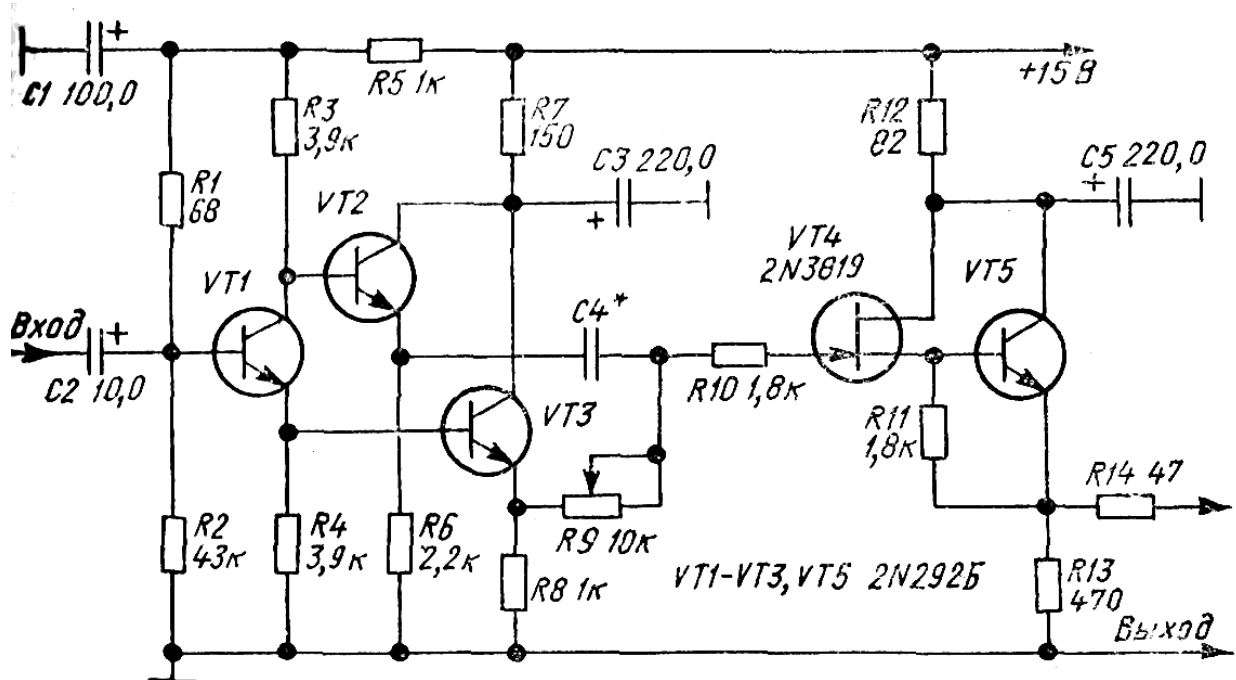 C1 100,0
R5 1к
+15 В
R3
3,9к
R7
150
R12
82
C3 220,0
C5 220,0
R1
68
VT2
VT4
2N3819
VT5
VT1
Вход
C2 10,0
C4*
R10 1,8к
VT3
R11
1,8к
R14 47
R2
43к
R4
3,9к
R6
2,2к
R9 10к
R8 1к
VT1-VT3, VT5 2N292Б
R13
470
Выход